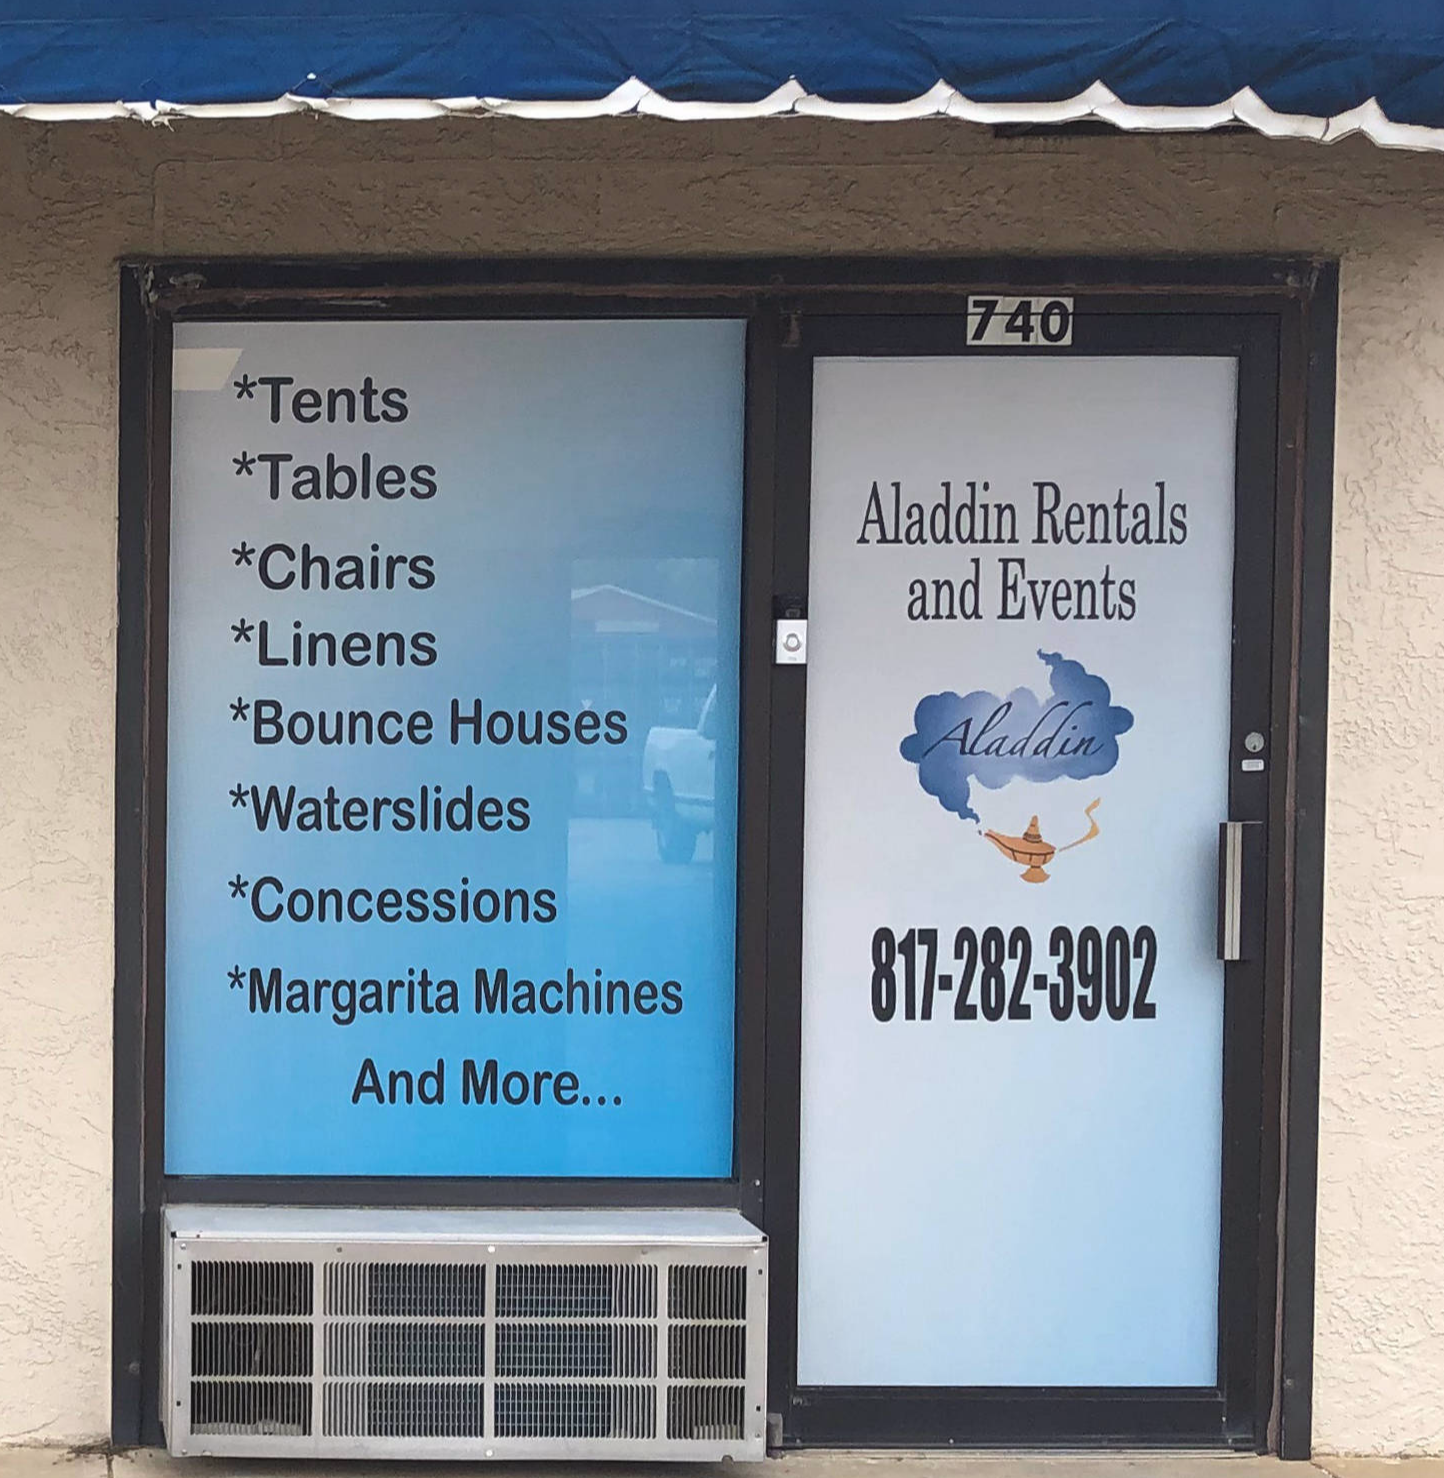 *Tents
*Tables
*Chairs
*Linens
*Bounce Houses
*Waterslides
*Concessions
*Margarita Machines
And More...
740
Aladdin Rentals
and Events
Aladdin
817-282-3902